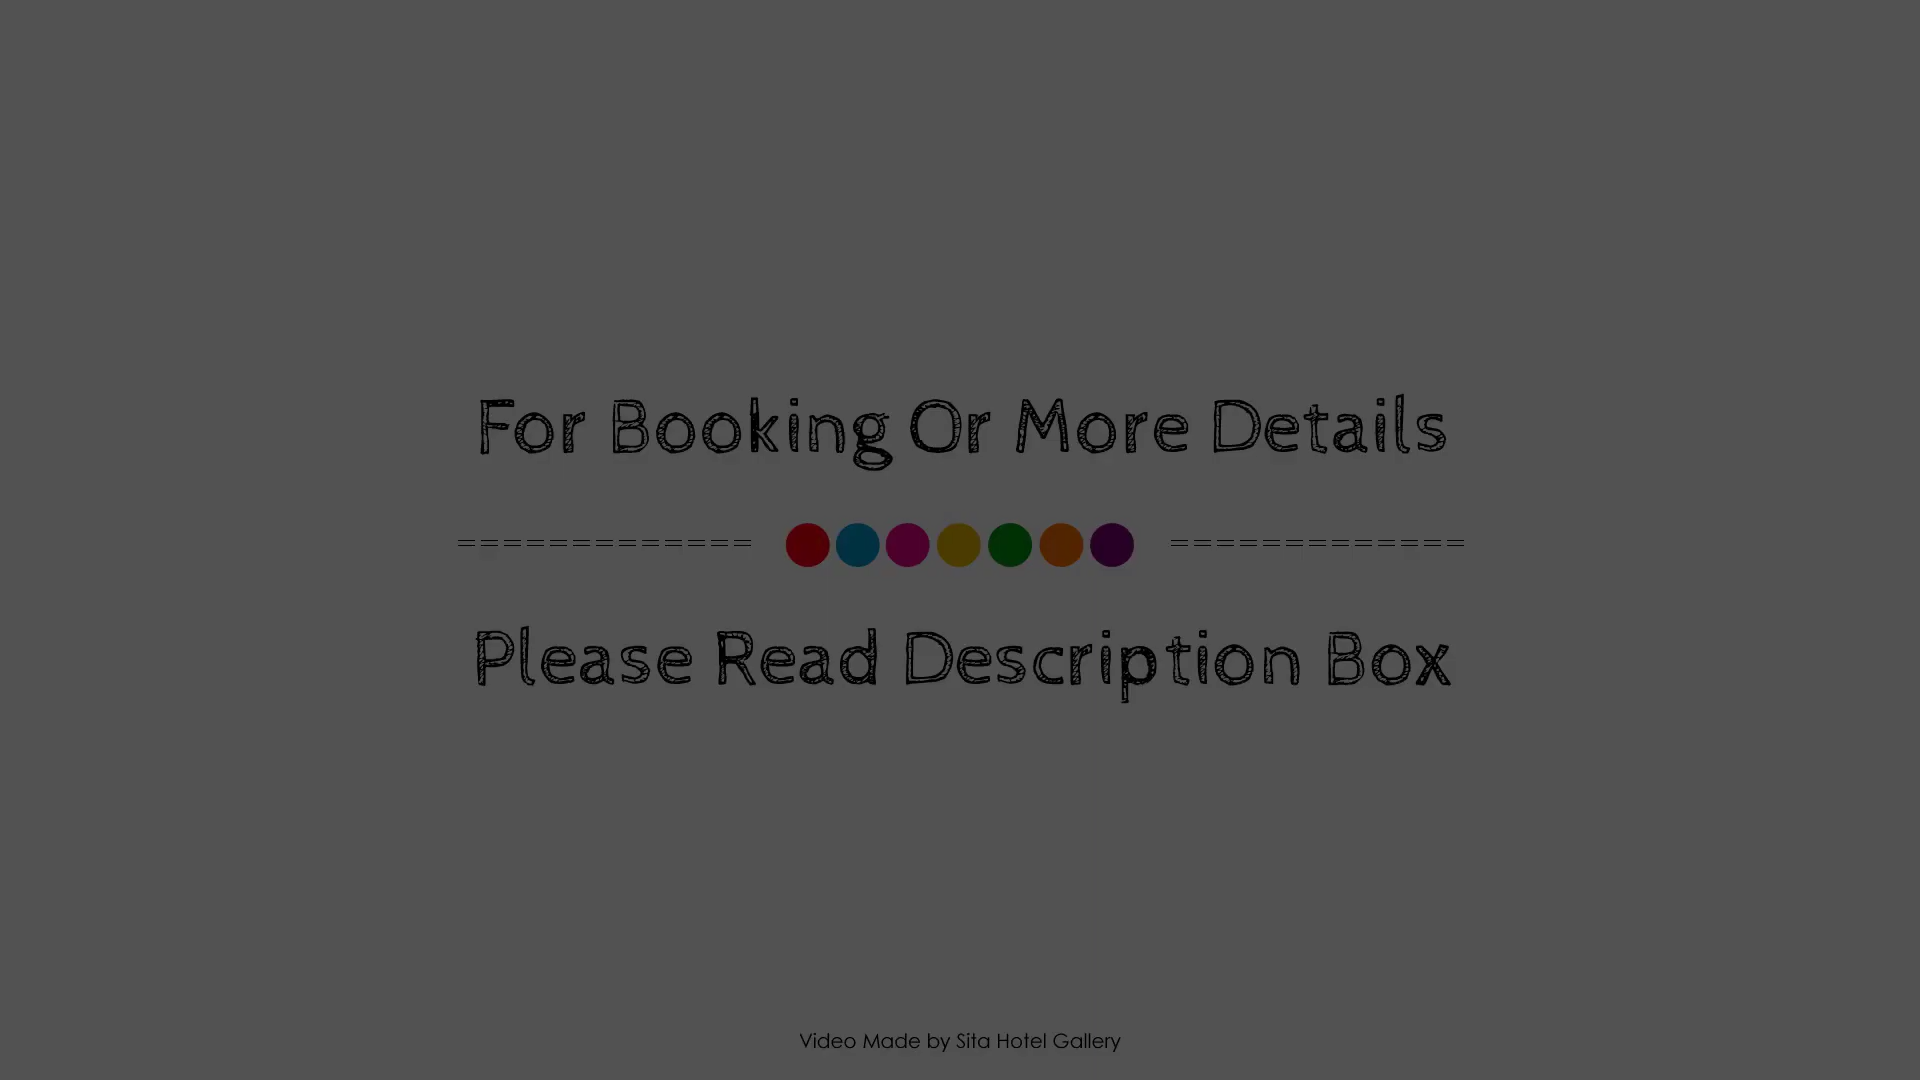 For Booking Or More Details
============= =============
Please Read Description Box
Video Made by Sita Hotel Gallery